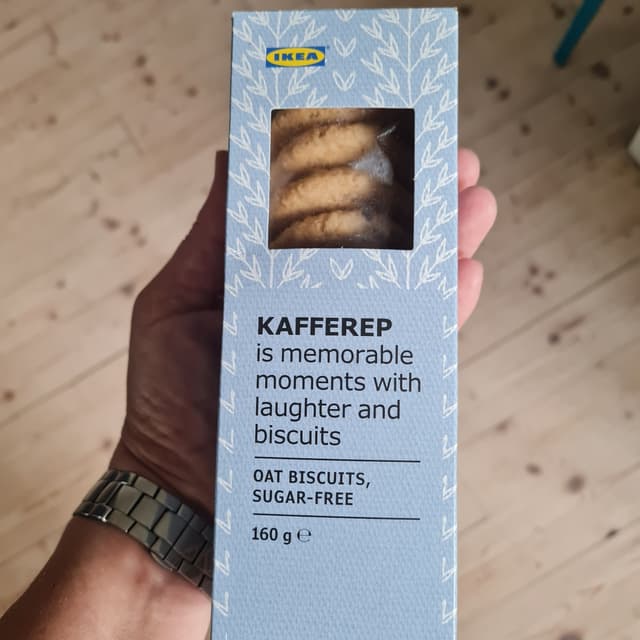 IKEA
KAFFEREP
is memorable
moments with
laughter and
biscuits
OAT BISCUITS,
SUGAR-FREE
160 g ℮